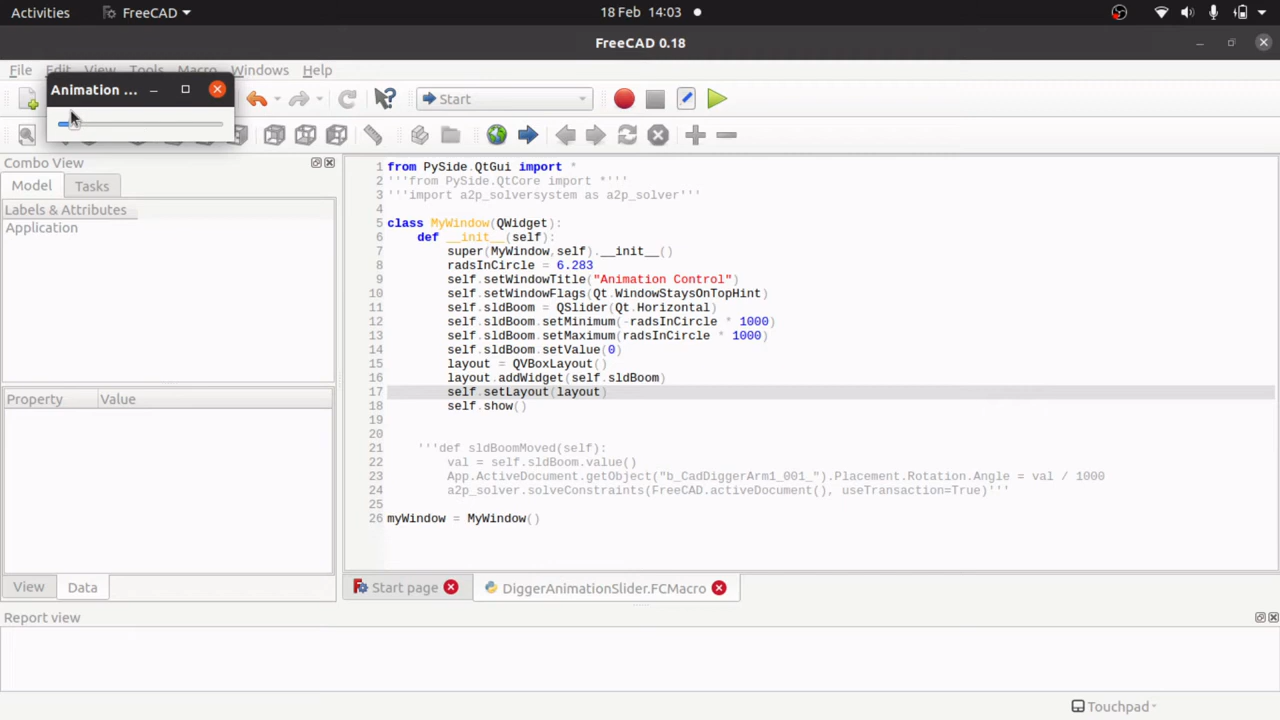 Activities
FreeCAD
18 Feb 14:03
FreeCAD 0.18
File Edit View Tools Macro Windows Help
Animation ...
Start
Combo View
Model Tasks
Labels & Attributes
Application
Property Value
View Data
1 from PySide.QtGui import *
2 '''from PySide.QtCore import *'''
3 '''import a2p_solversystem as a2p_solver'''
4
5 class MyWindow(QWidget):
6     def __init__(self):
7         super(MyWindow,self).__init__()
8         radsInCircle = 6.283
9         self.setWindowTitle("Animation Control")
10         self.setWindowFlags(Qt.WindowStaysOnTopHint)
11         self.sldBoom = QSlider(Qt.Horizontal)
12         self.sldBoom.setMinimum(-radsInCircle * 1000)
13         self.sldBoom.setMaximum(radsInCircle * 1000)
14         self.sldBoom.setValue(0)
15         layout = QVBoxLayout()
16         layout.addWidget(self.sldBoom)
17         self.setLayout(layout)
18         self.show()
19
20
21     '''def sldBoomMoved(self):
22         val = self.sldBoom.value()
23         App.ActiveDocument.getObject("b_CadDiggerArm1_001_").Placement.Rotation.Angle = val / 1000
24         a2p_solver.solveConstraints(FreeCAD.activeDocument(), useTransaction=True)'''
25
26 myWindow = MyWindow()
Start page
DiggerAnimationSlider.FCMacro
Report view
Touchpad